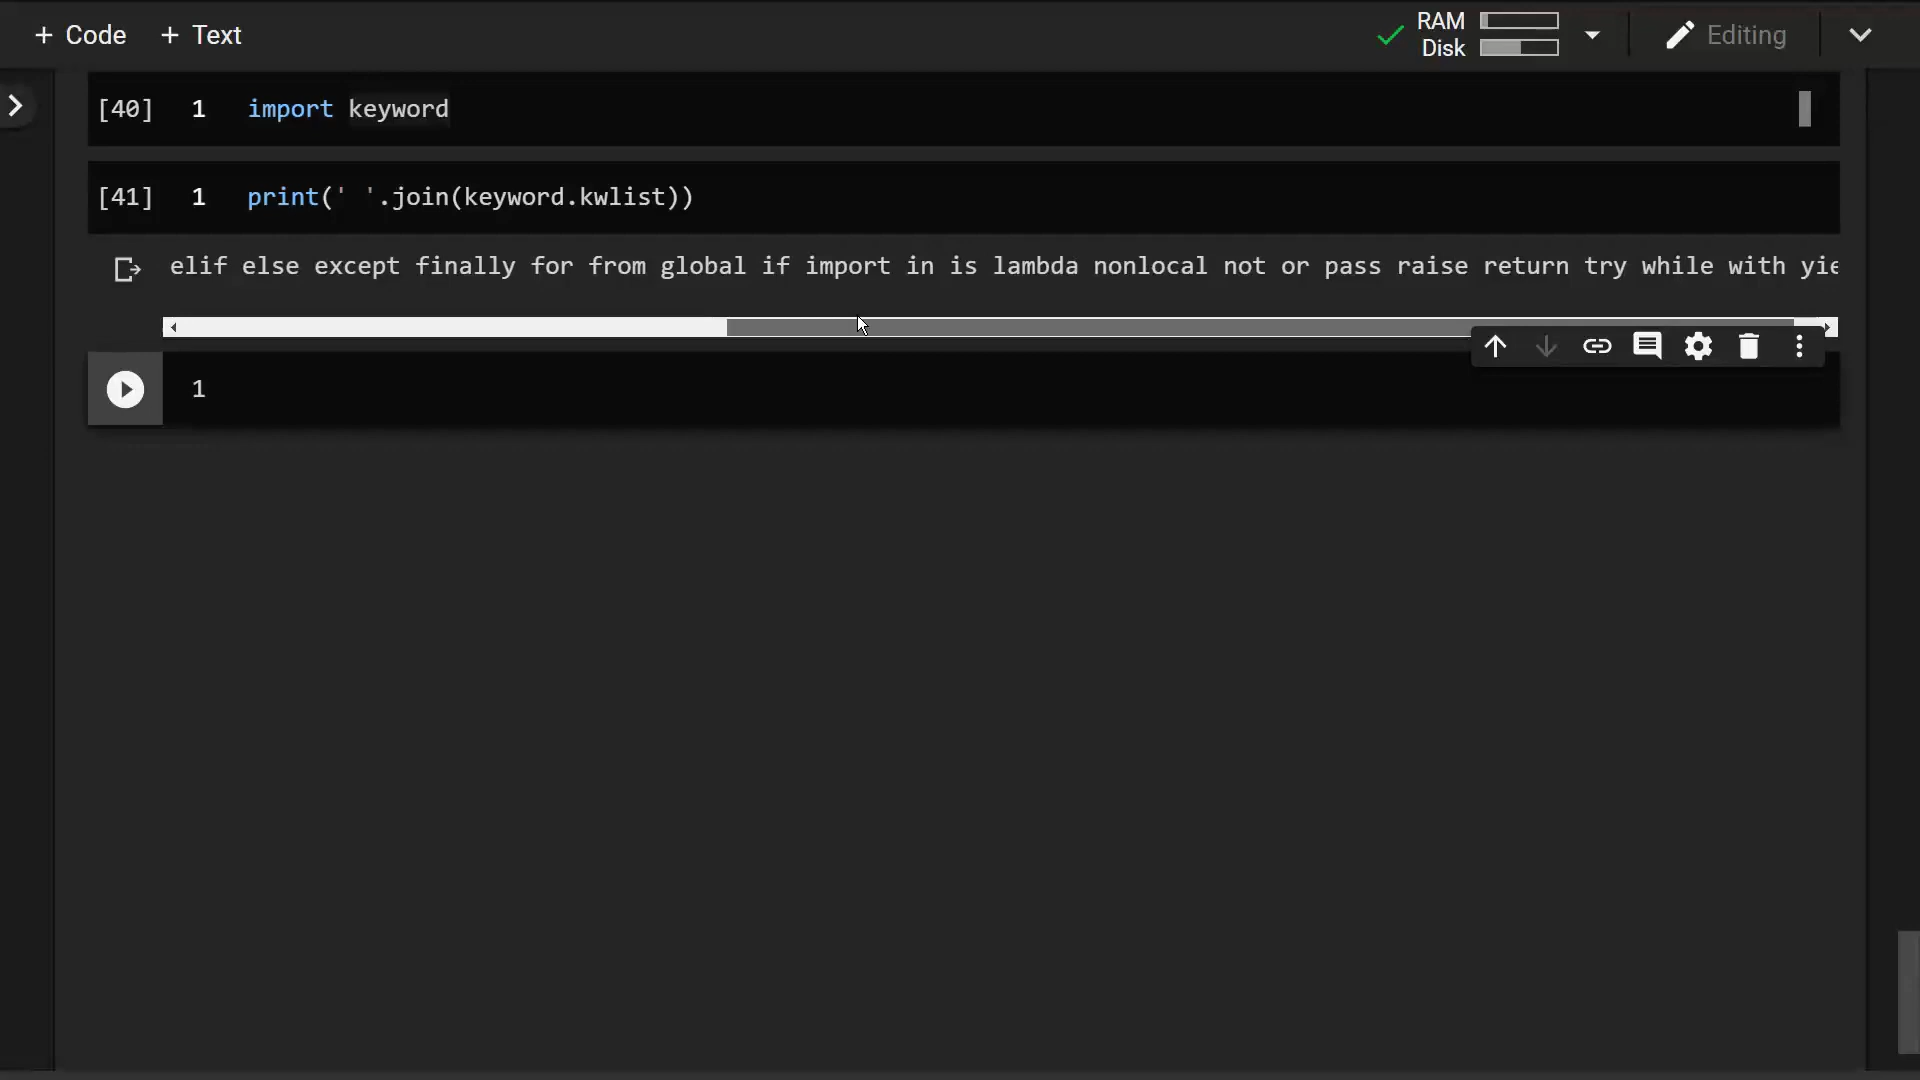 + Code + Text
RAM
Disk
Editing
[40] 1 import keyword
[41] 1 print(' '.join(keyword.kwlist))
elif else except finally for from global if import in is lambda nonlocal not or pass raise return try while with yie
1